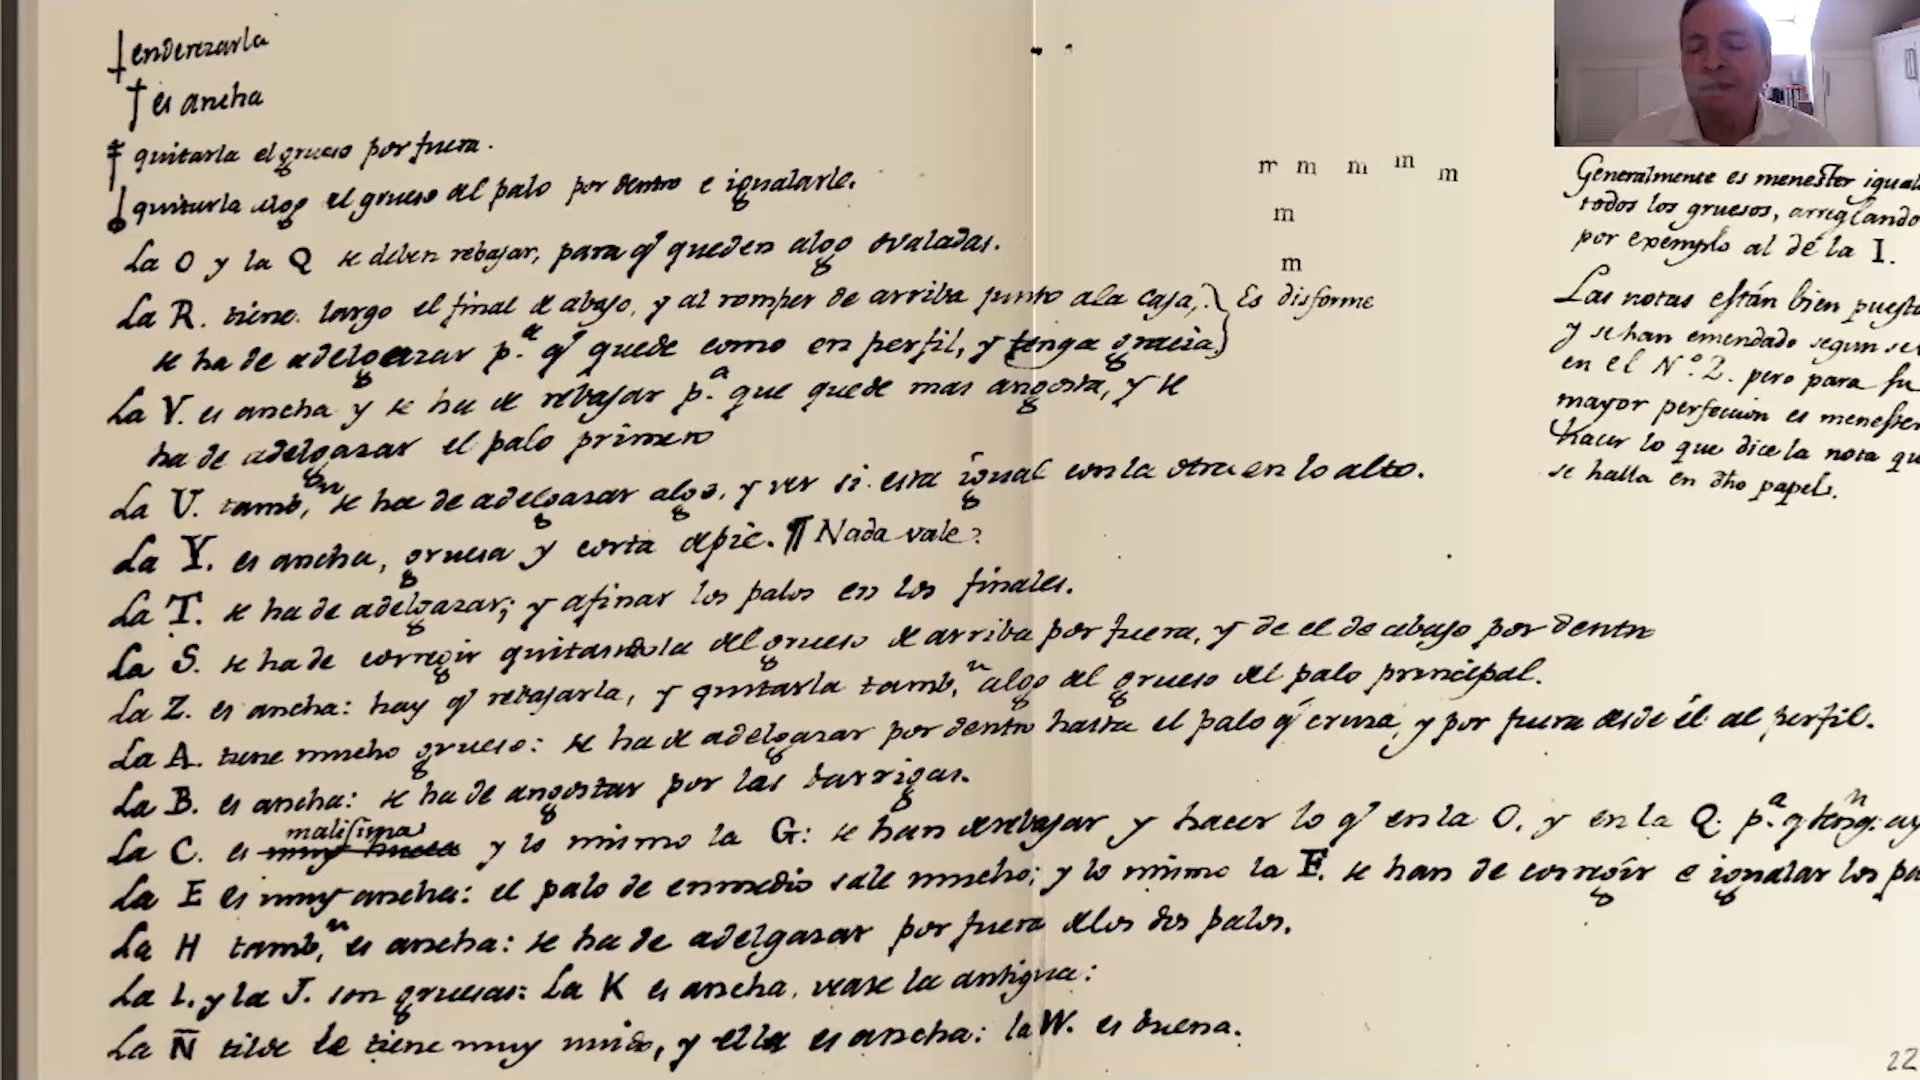 enderezarla
es ancha
quitarla el grueso por fuera.
quitarla algo el grueso del palo por dentro e igualarle.
La O y la Q se deben rebajar, para q̃ queden algo ovaladas.
La R. tiene largo el final de abajo, y al romper de arriba junto ala caja, Es disforme
se ha de adelgazar p.ª q̃ quede como en perfil, y tenga gracia
La V. es ancha y se ha de rebajar p.ª que quede mas angosta, y se
ha de adelgazar el palo primero
La U. tamb.n se ha de adelgasar algo, y ver si esta igual con la otra en lo alto.
La Y. es ancha, gruesa y corta depie. ¶ Nada vale.
La T. se ha de adelgazar; y afinar los palos en los finales.
La S. se ha de corregir quitandola del grueso de arriba por fuera, y de el de abajo por dentro
La Z. es ancha: hay q̃ rebajarla, y quitarla tamb.n algo del grueso del palo principal.
La A. tiene mucho grueso: se ha de adelgazar por dentro hasta el palo q̃ cruza, y por fuera desde él al perfil.
La B. es ancha: se ha de angostar por las barrigas.
malisima
La C. es muy y lo mismo la G: se han derebajar y hacer lo q̃ en la O, y en la Q. p.ª q
La E es muy ancha: el palo de enmedio sale mucho; y lo mismo la F. se han de corregir e igualar los pa
La H tamb.n es ancha: se ha de adelgasar por fuera delos dos palos.
La L. y la J. son gruesas: La K es ancha, vease la antigua:
La Ñ tilde le tiene muy, y ella es ancha: la W. es buena.
m m m m m
m
m
Generalmente es menester igual
todos los gruesos, arreglando
por exemplo al de la I.
Las notas están bien puesta
y se han emendado segun se
en el N.º 2. pero para su
mayor perfeccion es menester
hacer lo que dice la nota qu
se halla en dho papel.
22